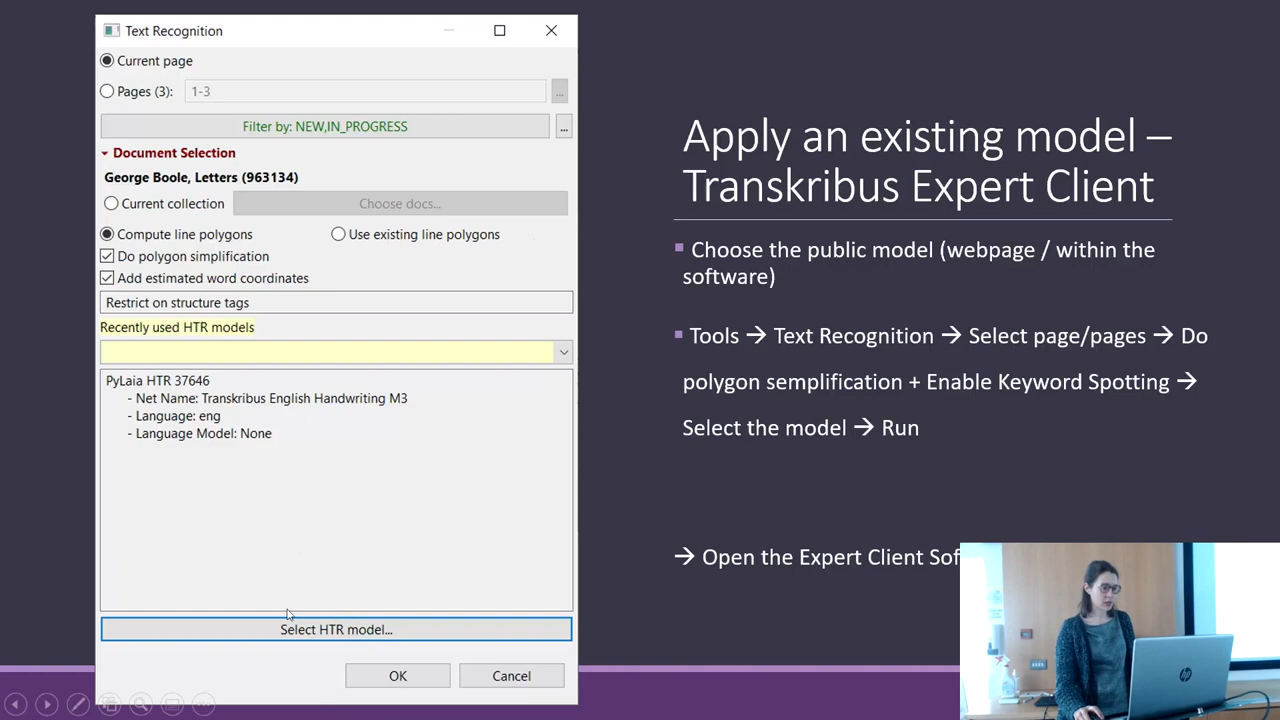 Text Recognition
Current page
Pages (3):
1-3
...
Filter by: NEW,IN_PROGRESS
...
Document Selection
George Boole, Letters (963134)
Current collection
Choose docs...
Compute line polygons
Use existing line polygons
Do polygon simplification
Add estimated word coordinates
Restrict on structure tags
Recently used HTR models
PyLaia HTR 37646
- Net Name: Transkribus English Handwriting M3
- Language: eng
- Language Model: None
Select HTR model...
OK
Cancel
Apply an existing model –
Transkribus Expert Client
Choose the public model (webpage / within the
software)
Tools → Text Recognition → Select page/pages → Do
polygon semplification + Enable Keyword Spotting →
Select the model → Run
→ Open the Expert Client Sof
hp